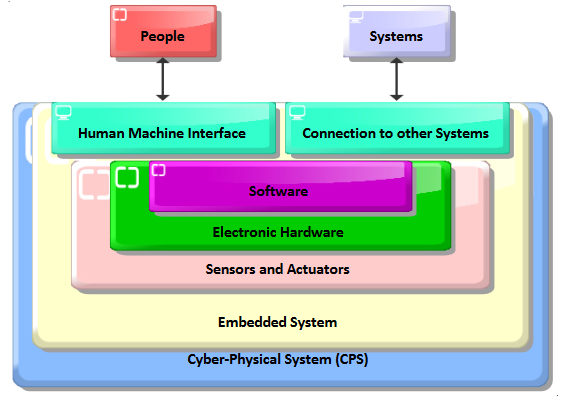 People
Systems
Human Machine Interface
Connection to other Systems
Software
Electronic Hardware
Sensors and Actuators
Embedded System
Cyber-Physical System (CPS)